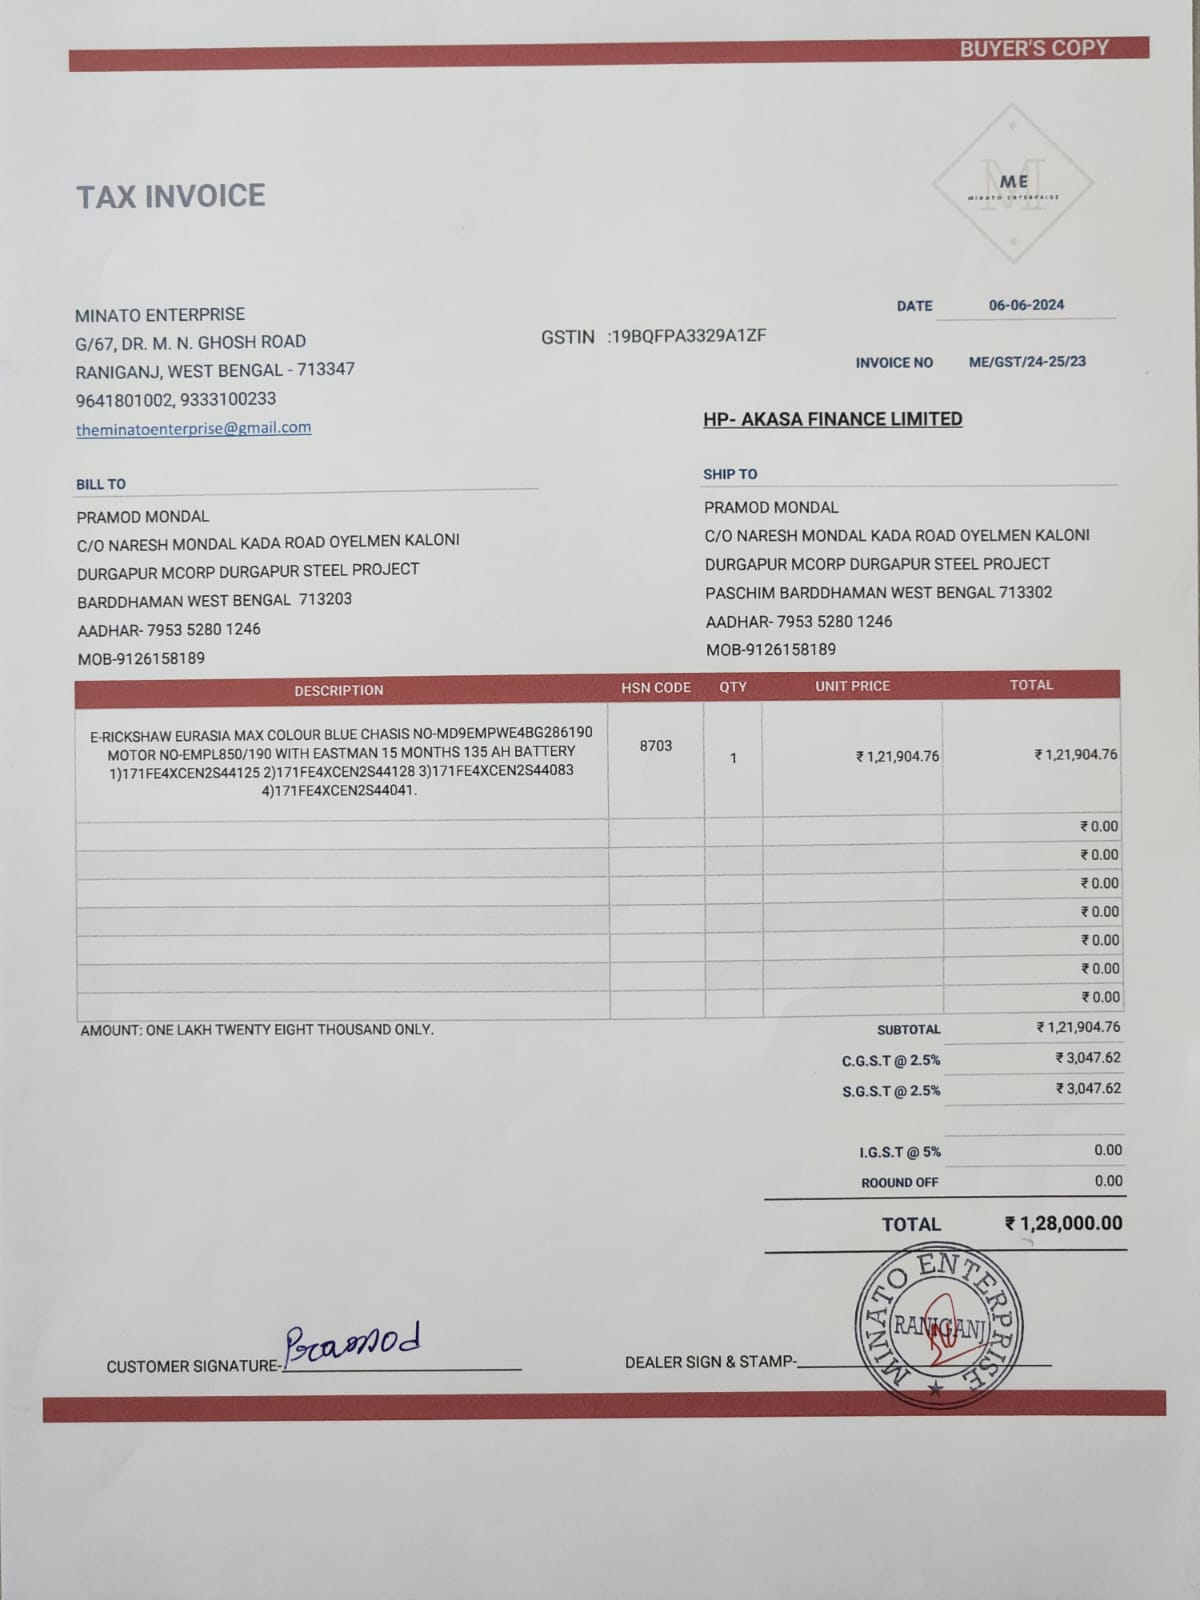 BUYER'S COPY
ME
MINATO ENTERPRISE
TAX INVOICE
MINATO ENTERPRISE
G/67, DR. M. N. GHOSH ROAD
RANIGANJ, WEST BENGAL - 713347
9641801002, 9333100233
theminatoenterprise@gmail.com
GSTIN :19BQFPA3329A1ZF
DATE 06-06-2024
INVOICE NO ME/GST/24-25/23
HP- AKASA FINANCE LIMITED
BILL TO
PRAMOD MONDAL
C/O NARESH MONDAL KADA ROAD OYELMEN KALONI
DURGAPUR MCORP DURGAPUR STEEL PROJECT
BARDDHAMAN WEST BENGAL 713203
AADHAR- 7953 5280 1246
MOB-9126158189
SHIP TO
PRAMOD MONDAL
C/O NARESH MONDAL KADA ROAD OYELMEN KALONI
DURGAPUR MCORP DURGAPUR STEEL PROJECT
PASCHIM BARDDHAMAN WEST BENGAL 713302
AADHAR- 7953 5280 1246
MOB-9126158189
DESCRIPTION HSN CODE QTY UNIT PRICE TOTAL
E-RICKSHAW EURASIA MAX COLOUR BLUE CHASIS NO-MD9EMPWE4BG286190
MOTOR NO-EMPL850/190 WITH EASTMAN 15 MONTHS 135 AH BATTERY
1)171FE4XCEN2S44125 2)171FE4XCEN2S44128 3)171FE4XCEN2S44083
4)171FE4XCEN2S44041.
8703 1 ₹ 1,21,904.76 ₹ 1,21,904.76
₹ 0.00
₹ 0.00
₹ 0.00
₹ 0.00
₹ 0.00
₹ 0.00
₹ 0.00
AMOUNT: ONE LAKH TWENTY EIGHT THOUSAND ONLY.
SUBTOTAL ₹ 1,21,904.76
C.G.S.T @ 2.5% ₹ 3,047.62
S.G.S.T @ 2.5% ₹ 3,047.62
I.G.S.T @ 5% 0.00
ROOUND OFF 0.00
TOTAL ₹ 1,28,000.00
CUSTOMER SIGNATURE- Pramod
DEALER SIGN & STAMP-
MINATO ENTERPRISE
RANIGANJ